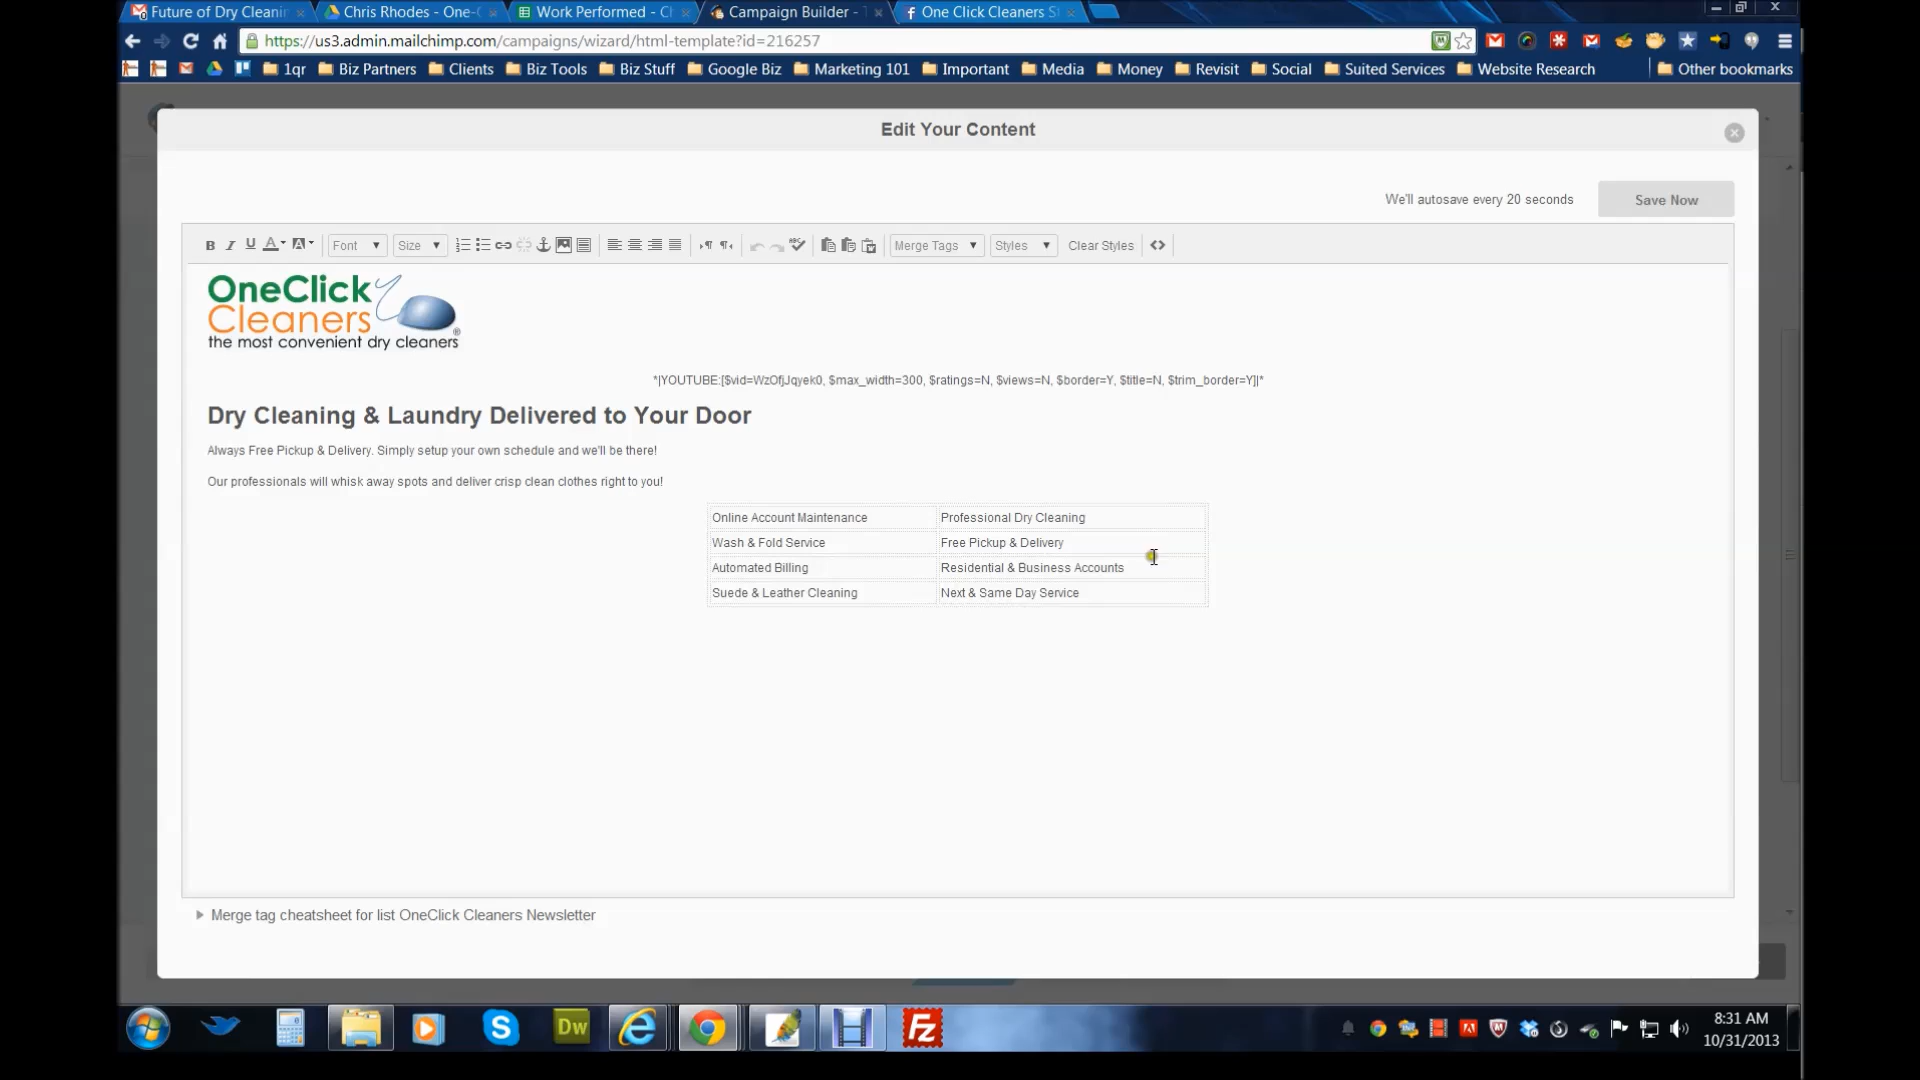 Future of Dry Cleanin
Chris Rhodes - One-C
Work Performed - Ch
Campaign Builder - T
One Click Cleaners St
https://us3.admin.mailchimp.com/campaigns/wizard/html-template?id=216257
1qr
Biz Partners
Clients
Biz Tools
Biz Stuff
Google Biz
Marketing 101
Important
Media
Money
Revisit
Social
Suited Services
Website Research
Other bookmarks
Edit Your Content
We'll autosave every 20 seconds
Save Now
B I U A A Font Size
Merge Tags
Styles
Clear Styles
OneClick
Cleaners®
the most convenient dry cleaners
*|YOUTUBE:[$vid=WzOfjJqyek0, $max_width=300, $ratings=N, $views=N, $border=Y, $title=N, $trim_border=Y]|*
Dry Cleaning & Laundry Delivered to Your Door
Always Free Pickup & Delivery. Simply setup your own schedule and we'll be there!
Our professionals will whisk away spots and deliver crisp clean clothes right to you!
Online Account Maintenance Professional Dry Cleaning
Wash & Fold Service Free Pickup & Delivery
Automated Billing Residential & Business Accounts
Suede & Leather Cleaning Next & Same Day Service
Merge tag cheatsheet for list OneClick Cleaners Newsletter
Dw
Fz
8:31 AM
10/31/2013